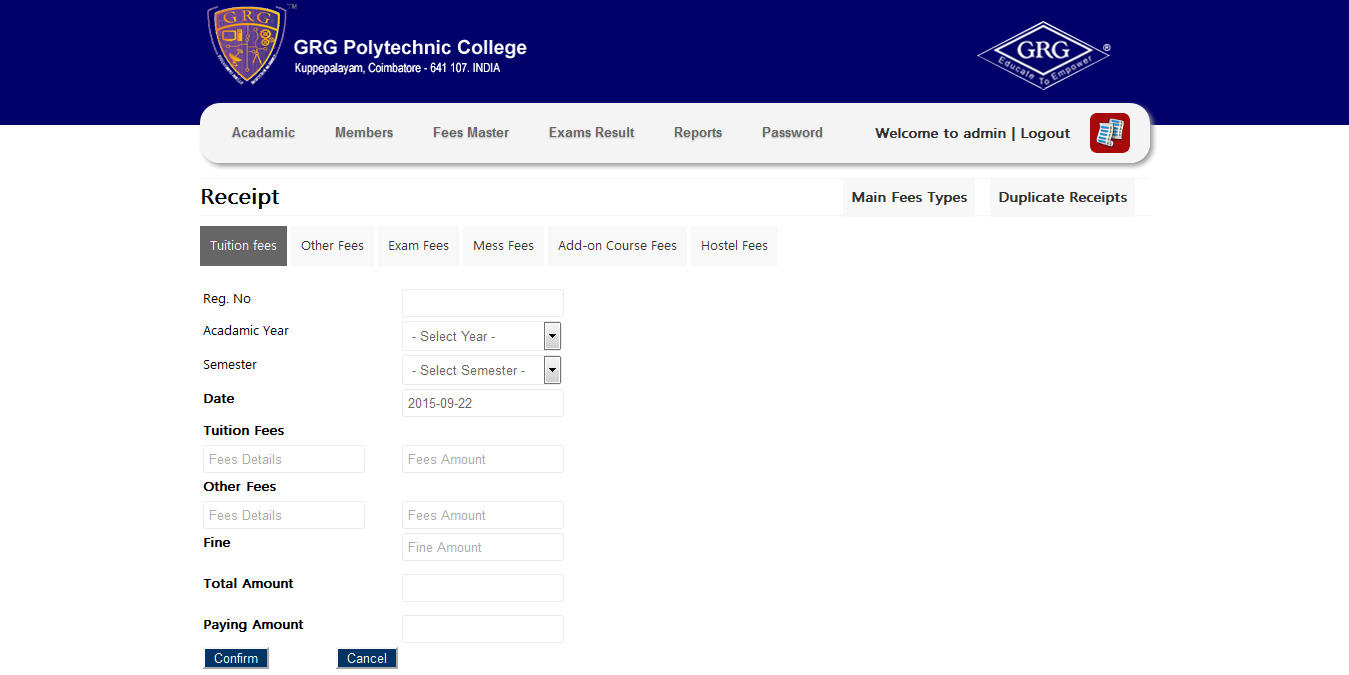 GRG
TM
GRG Polytechnic College
Kuppepalayam, Coimbatore - 641 107. INDIA
GRG ®
Educate To Empower
Acadamic Members Fees Master Exams Result Reports Password Welcome to admin | Logout
Receipt Main Fees Types Duplicate Receipts
Tuition fees Other Fees Exam Fees Mess Fees Add-on Course Fees Hostel Fees
Reg. No
Acadamic Year - Select Year -
Semester - Select Semester -
Date 2015-09-22
Tuition Fees
Fees Details Fees Amount
Other Fees
Fees Details Fees Amount
Fine Fine Amount
Total Amount
Paying Amount
Confirm Cancel